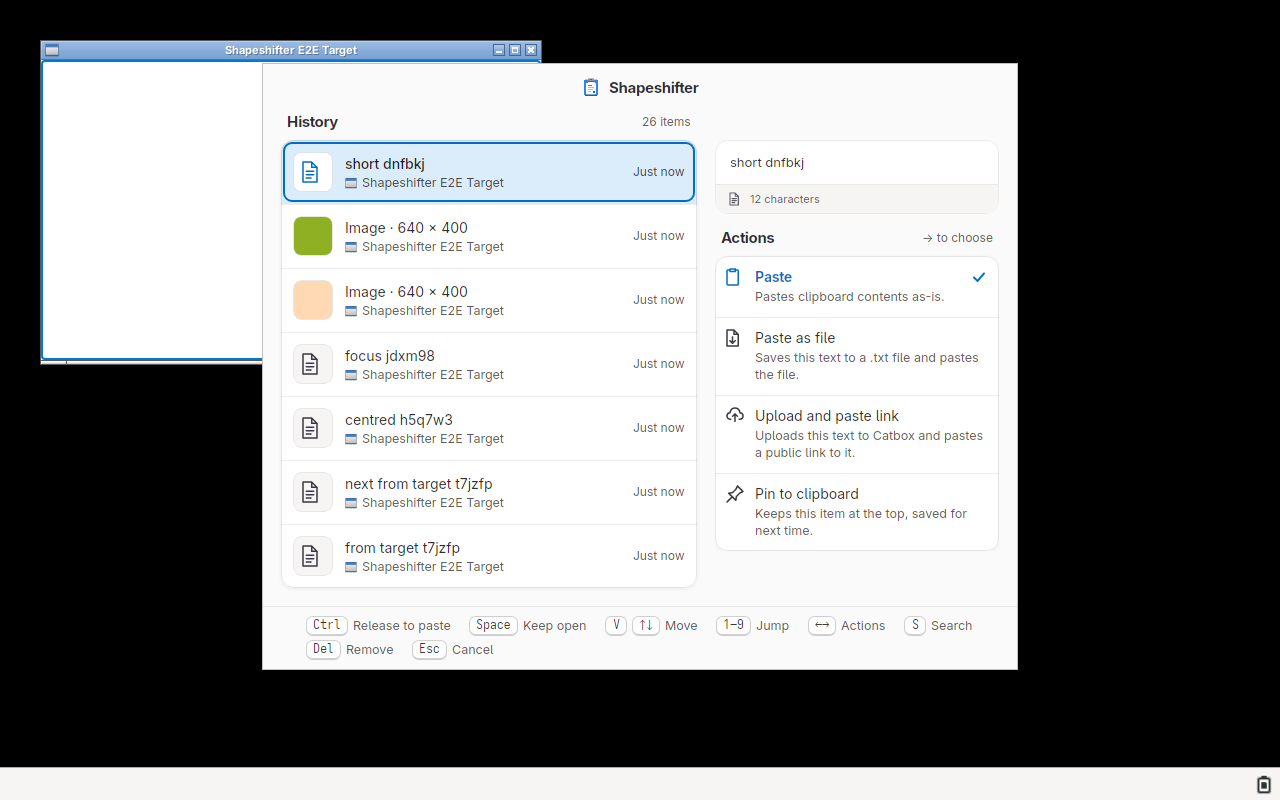 Shapeshifter E2E Target
Shapeshifter
History
26 items
short dnfbkj
Shapeshifter E2E Target
Just now
Image · 640 × 400
Shapeshifter E2E Target
Just now
Image · 640 × 400
Shapeshifter E2E Target
Just now
focus jdxm98
Shapeshifter E2E Target
Just now
centred h5q7w3
Shapeshifter E2E Target
Just now
next from target t7jzfp
Shapeshifter E2E Target
Just now
from target t7jzfp
Shapeshifter E2E Target
Just now
short dnfbkj
12 characters
Actions
→ to choose
Paste
Pastes clipboard contents as-is.
Paste as file
Saves this text to a .txt file and pastes
the file.
Upload and paste link
Uploads this text to Catbox and pastes
a public link to it.
Pin to clipboard
Keeps this item at the top, saved for
next time.
Ctrl Release to paste Space Keep open V ↑↓ Move 1–9 Jump ←→ Actions S Search
Del Remove Esc Cancel